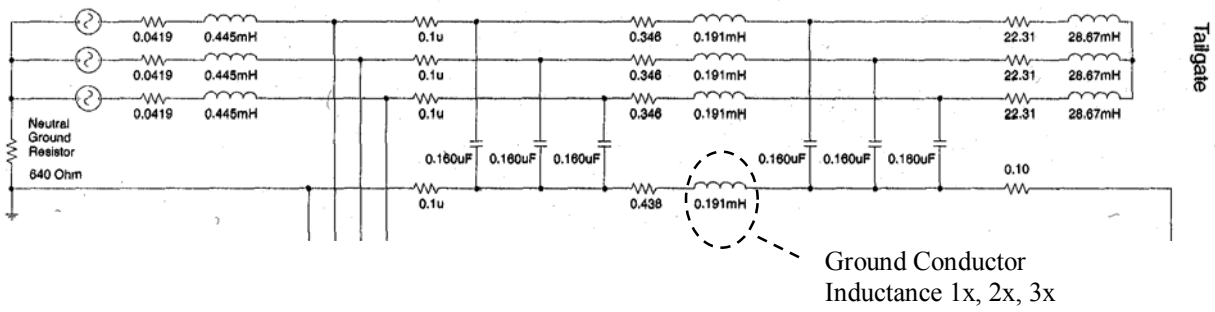 0.0419 0.445mH 0.1u 0.346 0.191mH 22.31 28.67mH
0.0419 0.445mH 0.1u 0.346 0.191mH 22.31 28.67mH
0.0419 0.445mH 0.1u 0.346 0.191mH 22.31 28.67mH
Tailgate
Neutral
Ground
Resistor
640 Ohm
0.160uF 0.160uF 0.160uF 0.160uF 0.160uF 0.160uF
0.10
0.1u 0.438 0.191mH
Ground Conductor
Inductance 1x, 2x, 3x